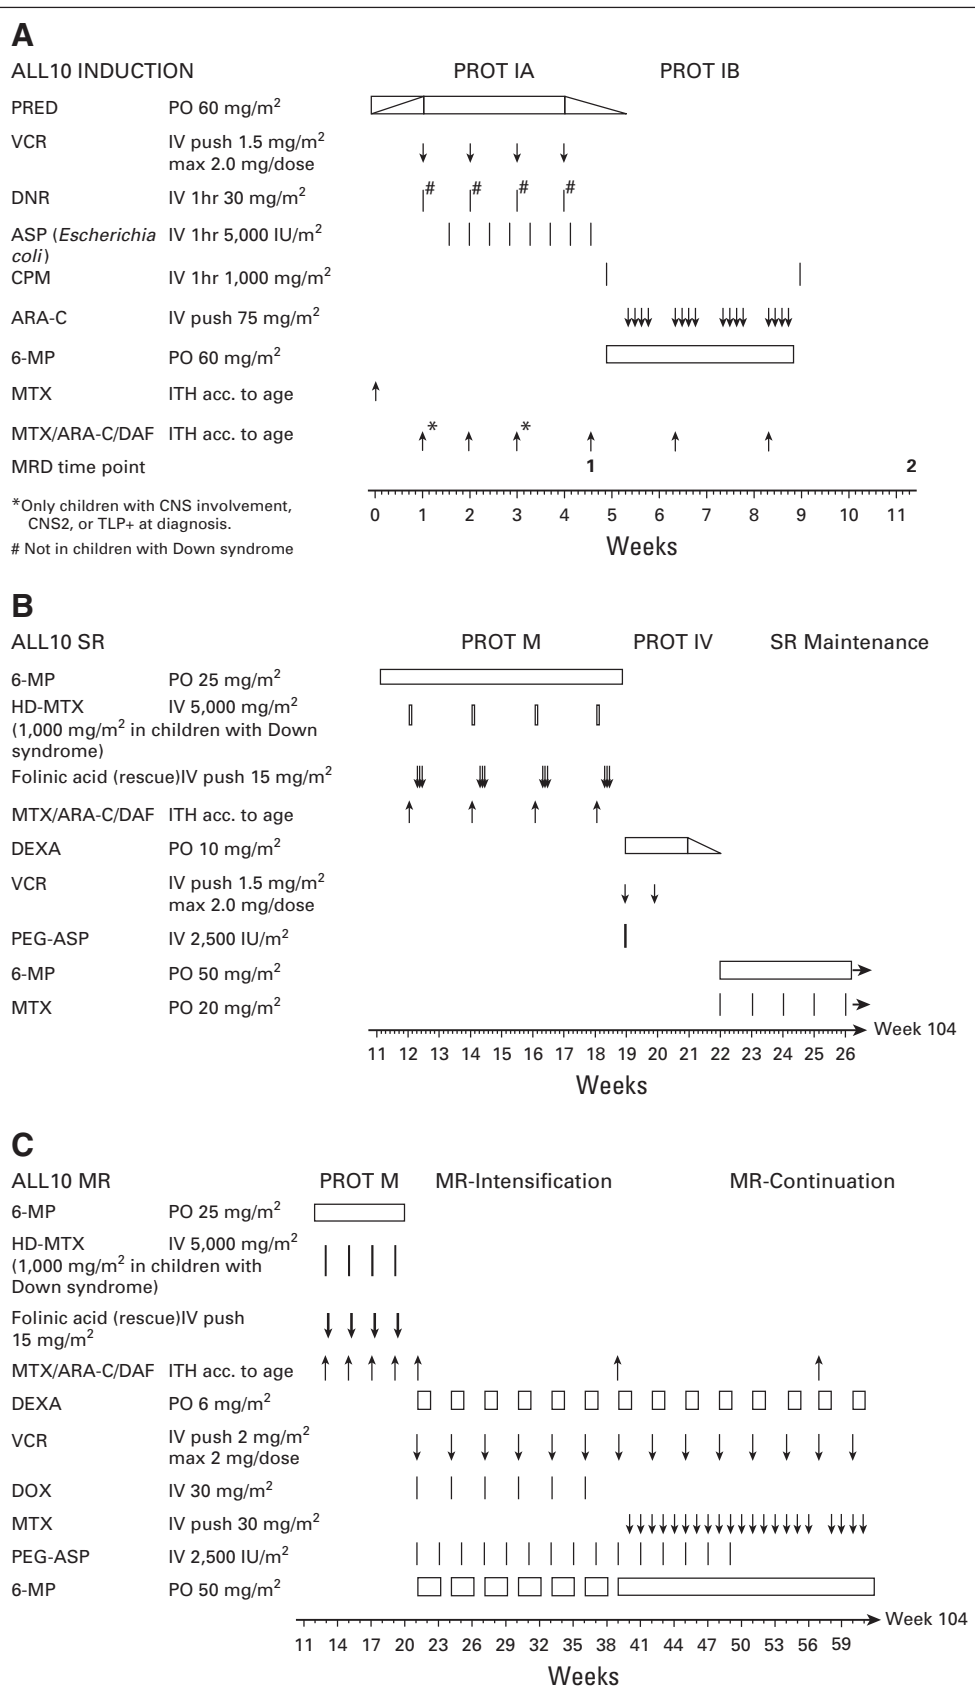 A
ALL10 INDUCTION PROT IA PROT IB
PRED PO 60 mg/m²
VCR IV push 1.5 mg/m²
max 2.0 mg/dose
DNR IV 1hr 30 mg/m² # # # #
ASP (Escherichia IV 1hr 5,000 IU/m²
coli)
CPM IV 1hr 1,000 mg/m²
ARA-C IV push 75 mg/m²
6-MP PO 60 mg/m²
MTX ITH acc. to age
MTX/ARA-C/DAF ITH acc. to age * *
MRD time point 1 2
*Only children with CNS involvement,
CNS2, or TLP+ at diagnosis.
# Not in children with Down syndrome
0 1 2 3 4 5 6 7 8 9 10 11
Weeks
B
ALL10 SR PROT M PROT IV SR Maintenance
6-MP PO 25 mg/m²
HD-MTX IV 5,000 mg/m²
(1,000 mg/m² in children with Down
syndrome)
Folinic acid (rescue)IV push 15 mg/m²
MTX/ARA-C/DAF ITH acc. to age
DEXA PO 10 mg/m²
VCR IV push 1.5 mg/m²
max 2.0 mg/dose
PEG-ASP IV 2,500 IU/m²
6-MP PO 50 mg/m²
MTX PO 20 mg/m²
Week 104
11 12 13 14 15 16 17 18 19 20 21 22 23 24 25 26
Weeks
C
ALL10 MR PROT M MR-Intensification MR-Continuation
6-MP PO 25 mg/m²
HD-MTX IV 5,000 mg/m²
(1,000 mg/m² in children with
Down syndrome)
Folinic acid (rescue)IV push
15 mg/m²
MTX/ARA-C/DAF ITH acc. to age
DEXA PO 6 mg/m²
VCR IV push 2 mg/m²
max 2 mg/dose
DOX IV 30 mg/m²
MTX IV push 30 mg/m²
PEG-ASP IV 2,500 IU/m²
6-MP PO 50 mg/m²
Week 104
11 14 17 20 23 26 29 32 35 38 41 44 47 50 53 56 59
Weeks